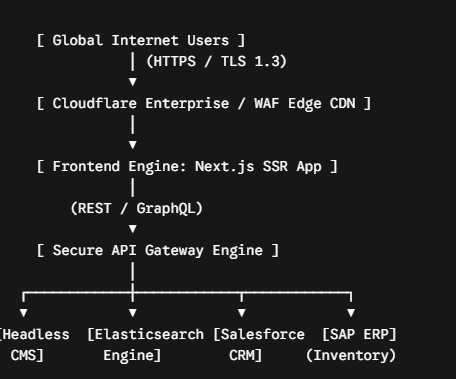 [ Global Internet Users ]
(HTTPS / TLS 1.3)
[ Cloudflare Enterprise / WAF Edge CDN ]
[ Frontend Engine: Next.js SSR App ]
(REST / GraphQL)
[ Secure API Gateway Engine ]
[Headless [Elasticsearch [Salesforce [SAP ERP]
CMS] Engine] CRM] (Inventory)